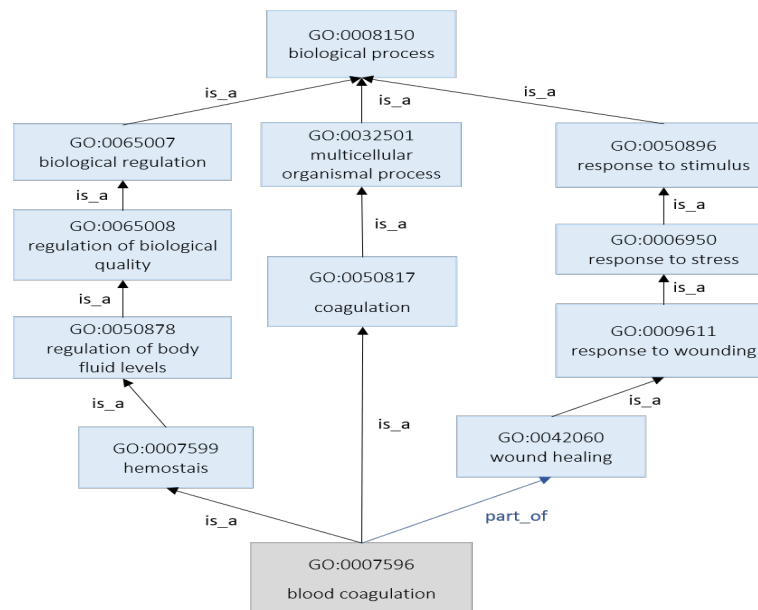 GO:0008150
biological process
is_a
is_a
is_a
GO:0065007
biological regulation
GO:0032501
multicellular
organismal process
GO:0050896
response to stimulus
is_a
is_a
GO:0065008
regulation of biological
quality
is_a
GO:0006950
response to stress
GO:0050817
coagulation
is_a
is_a
GO:0050878
regulation of body
fluid levels
GO:0009611
response to wounding
is_a
is_a
is_a
GO:0007599
hemostais
GO:0042060
wound healing
is_a
part_of
GO:0007596
blood coagulation